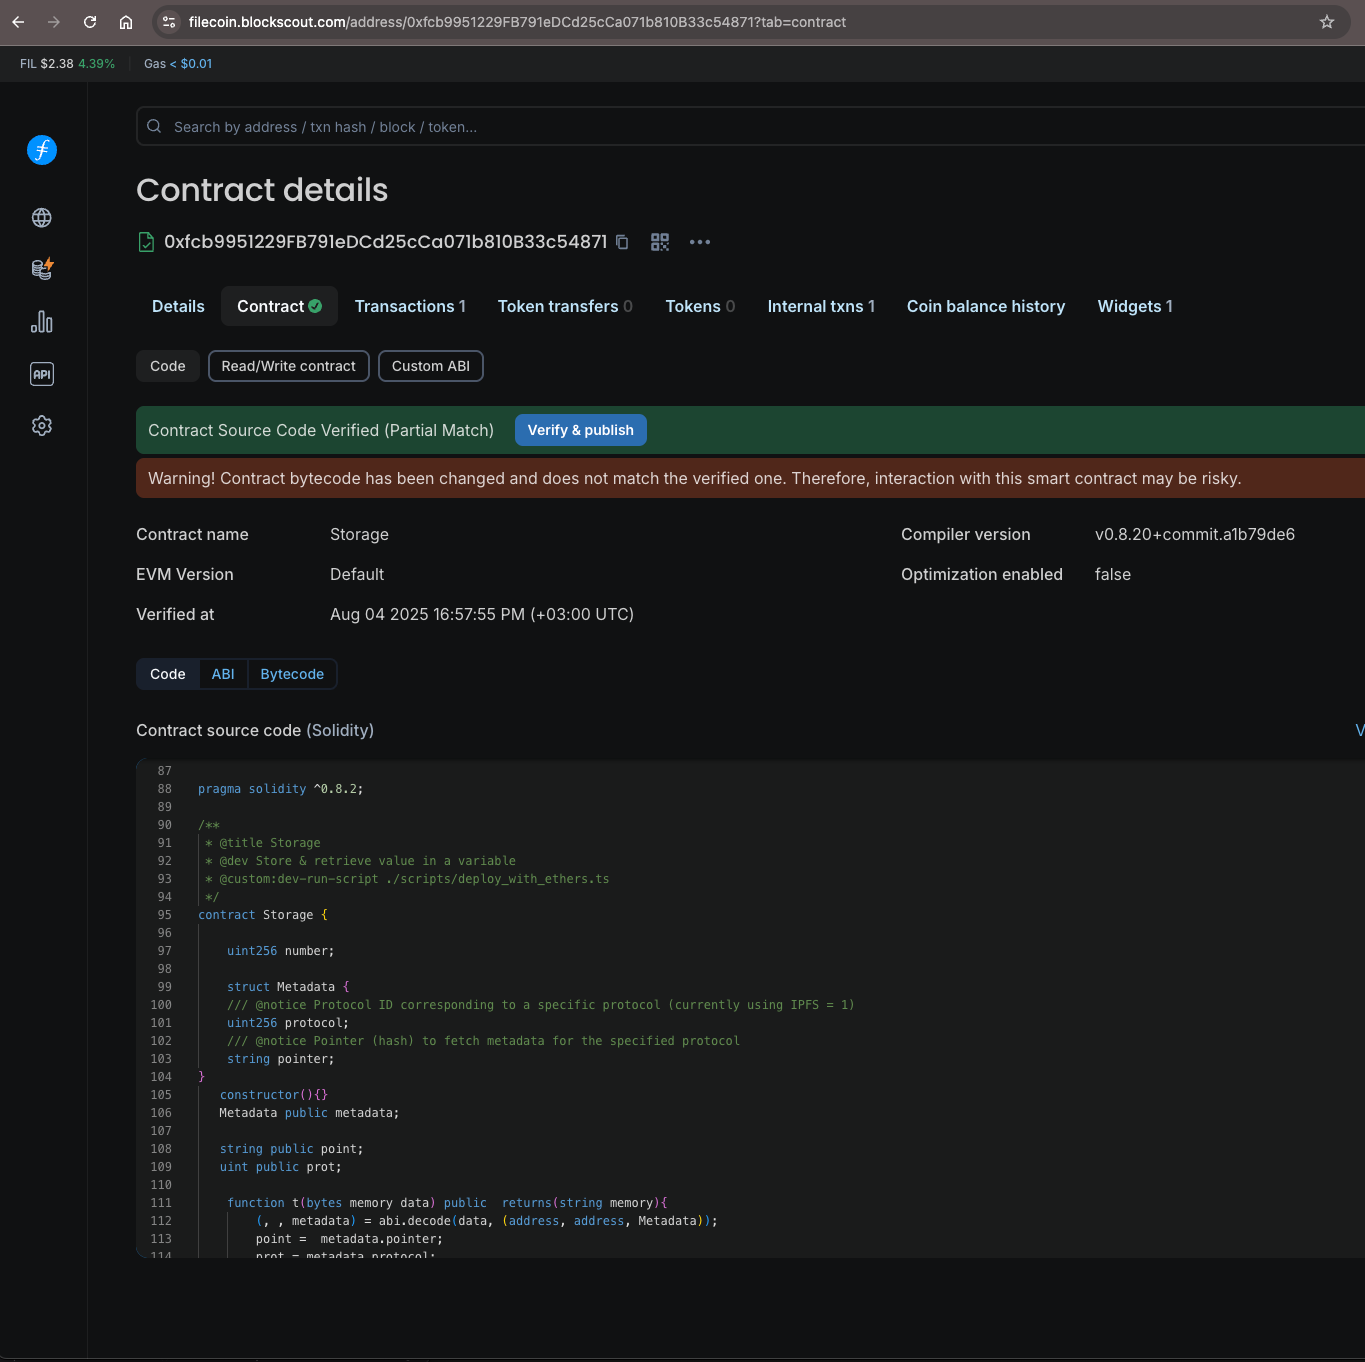 filecoin.blockscout.com/address/0xfcb9951229FB791eDCd25cCa071b810B33c54871?tab=contract
FIL $2.38 4.39% Gas < $0.01
Search by address / txn hash / block / token...
Contract details
0xfcb9951229FB791eDCd25cCa071b810B33c54871
Details Contract Transactions 1 Token transfers 0 Tokens 0 Internal txns 1 Coin balance history Widgets 1
API
Code Read/Write contract Custom ABI
Contract Source Code Verified (Partial Match) Verify & publish
Warning! Contract bytecode has been changed and does not match the verified one. Therefore, interaction with this smart contract may be risky.
Contract name Storage Compiler version v0.8.20+commit.a1b79de6
EVM Version Default Optimization enabled false
Verified at Aug 04 2025 16:57:55 PM (+03:00 UTC)
Code ABI Bytecode
Contract source code (Solidity) V
87
88 pragma solidity ^0.8.2;
89
90 /**
91 * @title Storage
92 * @dev Store & retrieve value in a variable
93 * @custom:dev-run-script ./scripts/deploy_with_ethers.ts
94 */
95 contract Storage {
96
97 uint256 number;
98
99 struct Metadata {
100 /// @notice Protocol ID corresponding to a specific protocol (currently using IPFS = 1)
101 uint256 protocol;
102 /// @notice Pointer (hash) to fetch metadata for the specified protocol
103 string pointer;
104 }
105 constructor(){}
106 Metadata public metadata;
107
108 string public point;
109 uint public prot;
110
111 function t(bytes memory data) public  returns(string memory){
112 (, , metadata) = abi.decode(data, (address, address, Metadata));
113 point =  metadata.pointer;
114 prot = metadata.protocol;